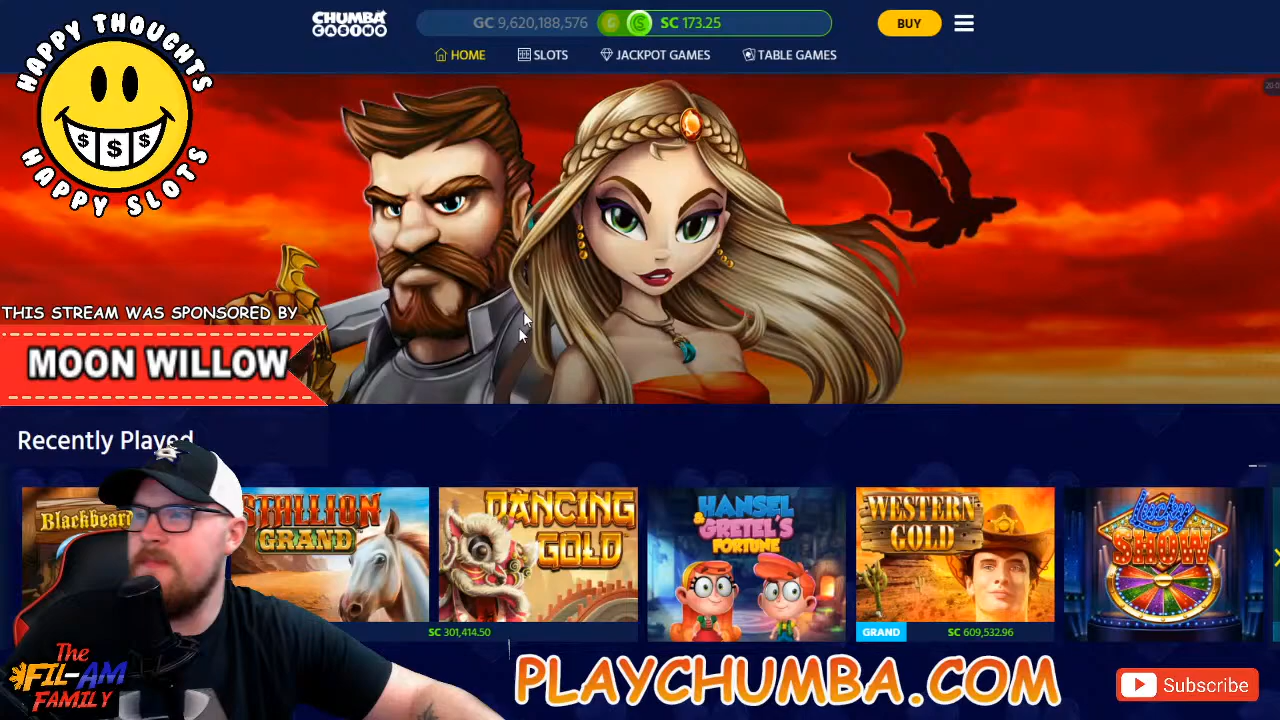 HAPPY THOUGHTS
HAPPY SLOTS
$ $ $
CHUMBA
CASINO
GC 9,620,188,576
SC 173.25
BUY
HOME
SLOTS
JACKPOT GAMES
TABLE GAMES
THIS STREAM WAS SPONSORED BY
MOON WILLOW
Recently Played
Blackbeard
STALLION
GRAND
DANCING
GOLD
HANSEL
& GRETEL'S
FORTUNE
WESTERN
GOLD
Lucky
SHOW
SC 301,414.50
GRAND
SC 609,532.96
The
FIL-AM
FAMILY
PLAYCHUMBA.COM
Subscribe